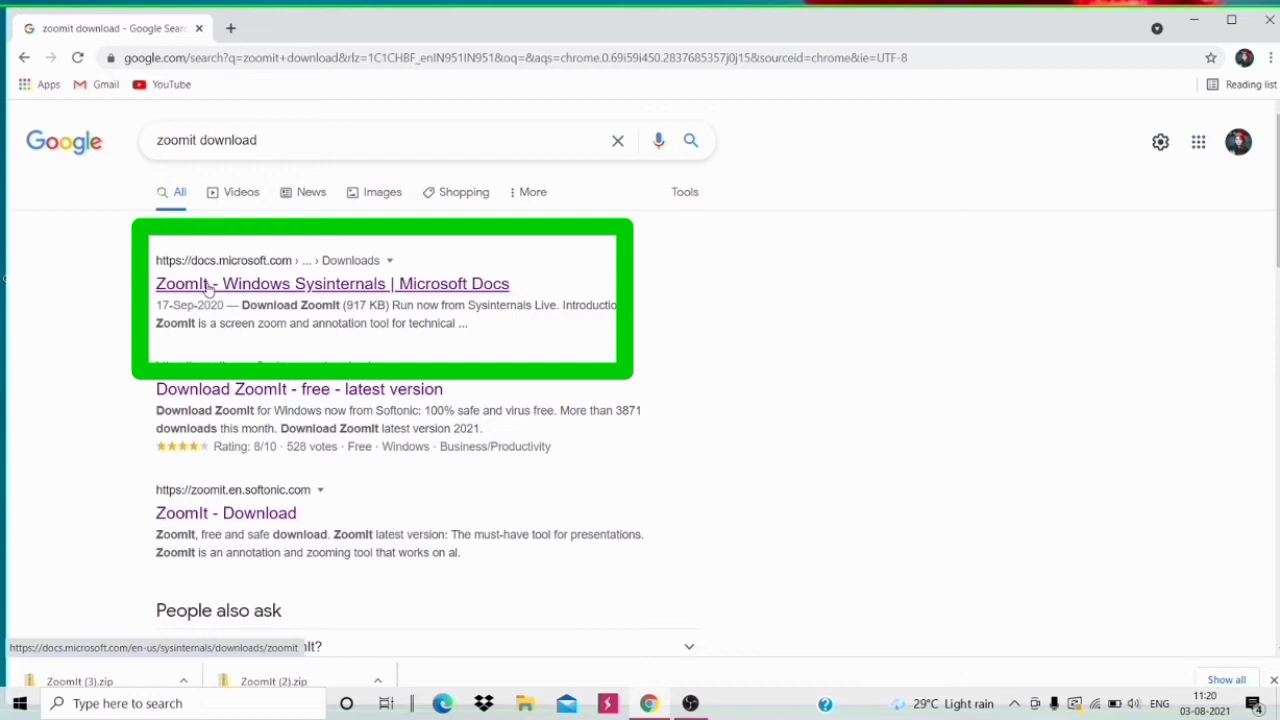 zoomit download - Google Sear
google.com/search?q=zoomit+download&rlz=1C1CHBF_enIN951IN951&oq=&aqs=chrome.0.69i59i450.2837685357j0j15&sourceid=chrome&ie=UTF-8
Apps Gmail YouTube Reading list
Google zoomit download
All Videos News Images Shopping More Tools
https://docs.microsoft.com › ... › Downloads
ZoomIt - Windows Sysinternals | Microsoft Docs
17-Sep-2020 — Download ZoomIt (917 KB) Run now from Sysinternals Live. Introductio
ZoomIt is a screen zoom and annotation tool for technical ...
Download ZoomIt - free - latest version
Download ZoomIt for Windows now from Softonic: 100% safe and virus free. More than 3871
downloads this month. Download ZoomIt latest version 2021.
Rating: 8/10 · 528 votes · Free · Windows · Business/Productivity
https://zoomit.en.softonic.com
ZoomIt - Download
ZoomIt, free and safe download. ZoomIt latest version: The must-have tool for presentations.
ZoomIt is an annotation and zooming tool that works on al.
People also ask
https://docs.microsoft.com/en-us/sysinternals/downloads/zoomit It?
ZoomIt (3).zip ZoomIt (2).zip Show all
Type here to search 29°C Light rain ENG 11:20
03-08-2021 4